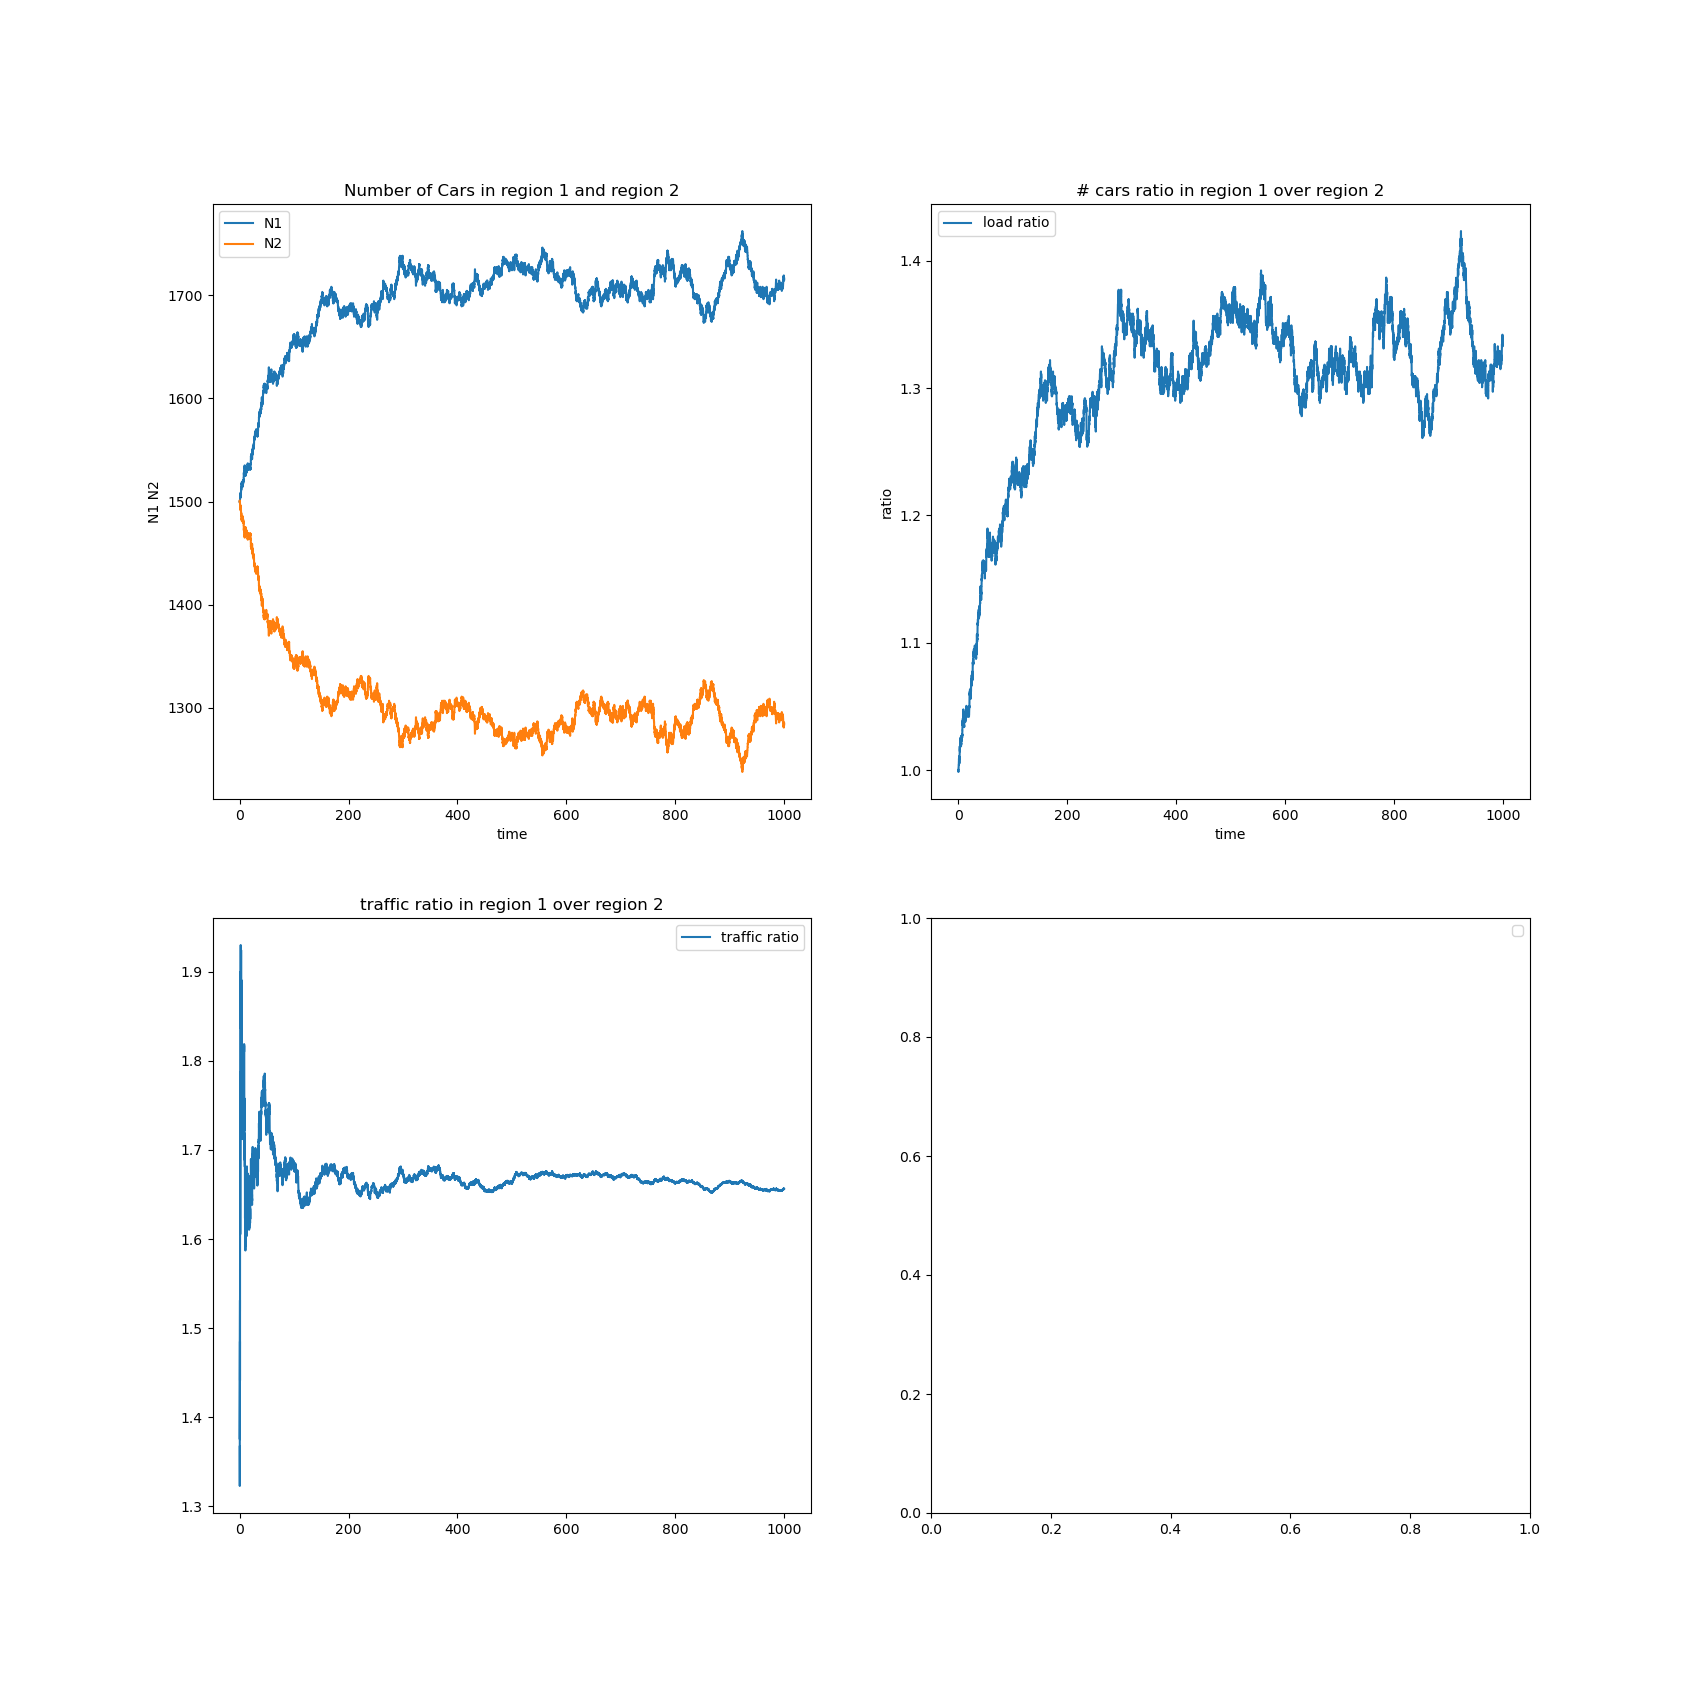 Number of Cars in region 1 and region 2
N1
N2
1700
1600
1500
1400
1300
N1 N2
0 200 400 600 800 1000
time
# cars ratio in region 1 over region 2
load ratio
1.4
1.3
1.2
1.1
1.0
ratio
0 200 400 600 800 1000
time
traffic ratio in region 1 over region 2
traffic ratio
1.9
1.8
1.7
1.6
1.5
1.4
1.3
0 200 400 600 800 1000
1.0
0.8
0.6
0.4
0.2
0.0
0.0 0.2 0.4 0.6 0.8 1.0